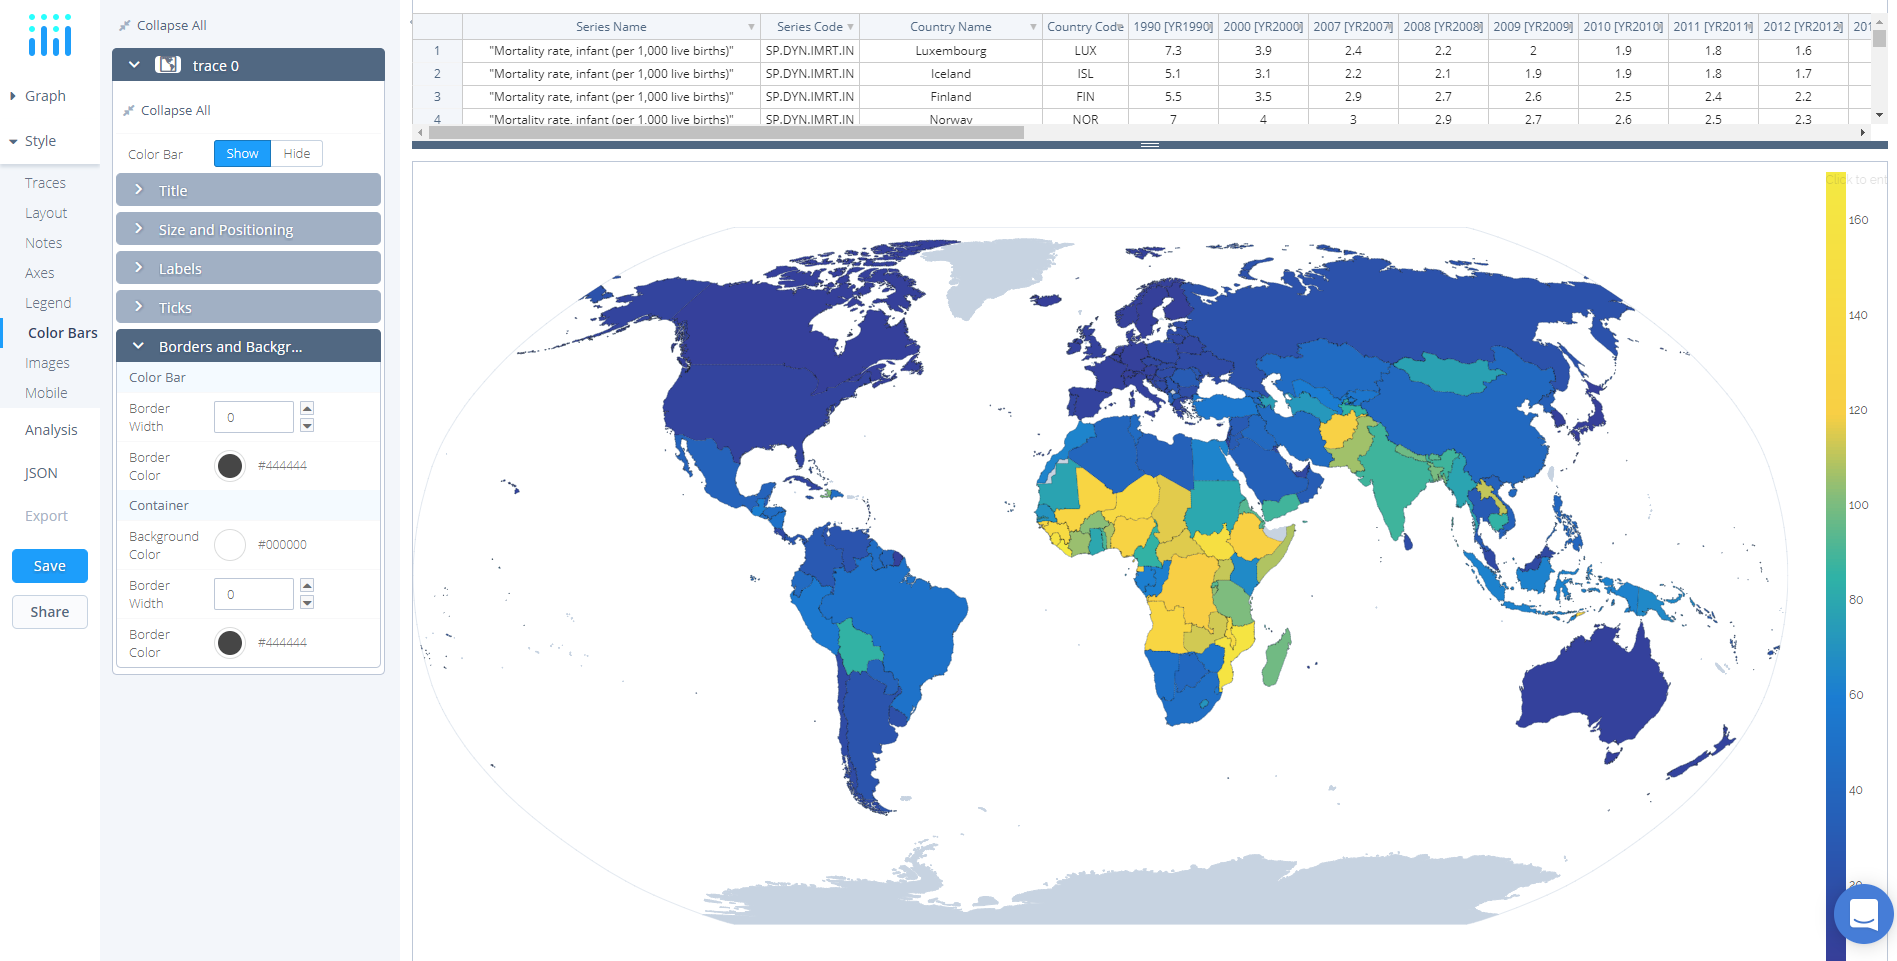 Collapse All
trace 0
Graph
Collapse All
Style
Color Bar Show Hide
Traces
Title
Layout
Size and Positioning
Notes
Labels
Axes
Ticks
Legend
Color Bars
Borders and Backgr...
Images
Mobile
Color Bar
Border Width 0
Analysis
Border Color #444444
JSON
Container
Export
Background Color #000000
Save
Border Width 0
Share
Border Color #444444
Series Name Series Code Country Name Country Code 1990 [YR1990] 2000 [YR2000] 2007 [YR2007] 2008 [YR2008] 2009 [YR2009] 2010 [YR2010] 2011 [YR2011] 2012 [YR2012] 201
1 "Mortality rate, infant (per 1,000 live births)" SP.DYN.IMRT.IN Luxembourg LUX 7.3 3.9 2.4 2.2 2 1.9 1.8 1.6
2 "Mortality rate, infant (per 1,000 live births)" SP.DYN.IMRT.IN Iceland ISL 5.1 3.1 2.2 2.1 1.9 1.9 1.8 1.7
3 "Mortality rate, infant (per 1,000 live births)" SP.DYN.IMRT.IN Finland FIN 5.5 3.5 2.9 2.7 2.6 2.5 2.4 2.2
4 "Mortality rate, infant (per 1,000 live births)" SP.DYN.IMRT.IN Norway NOR 7 4 3 2.9 2.7 2.6 2.5 2.3
Click to ent
160
140
120
100
80
60
40
20